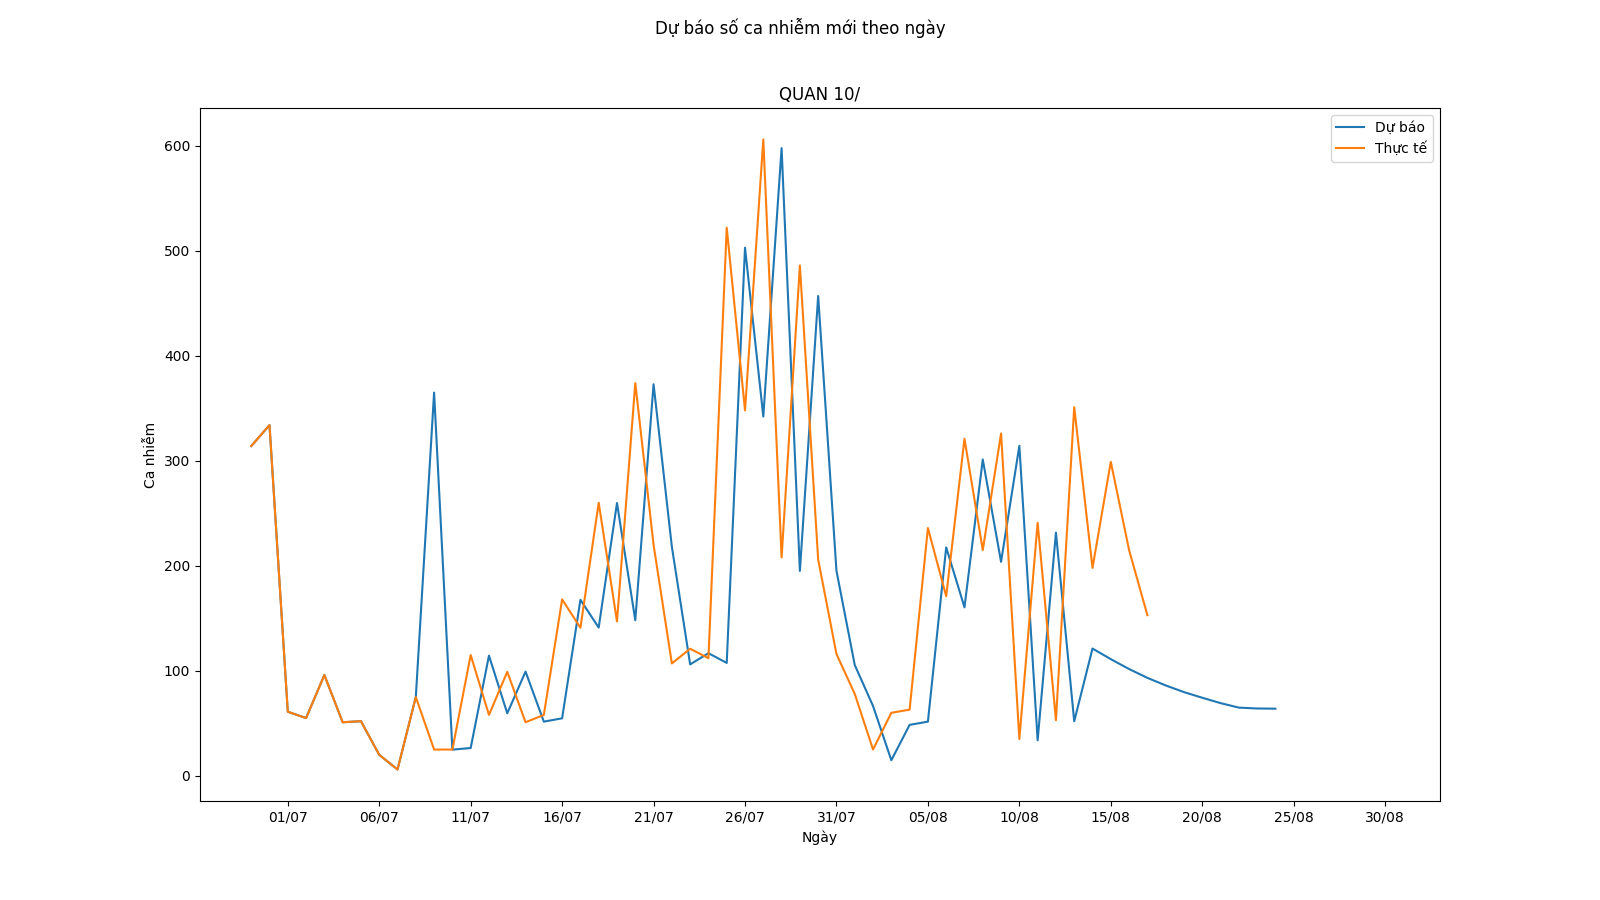 Dự báo số ca nhiễm mới theo ngày
QUAN 10/
Dự báo
Thực tế
600
500
400
300
200
100
0
Ca nhiễm
01/07 06/07 11/07 16/07 21/07 26/07 31/07 05/08 10/08 15/08 20/08 25/08 30/08
Ngày